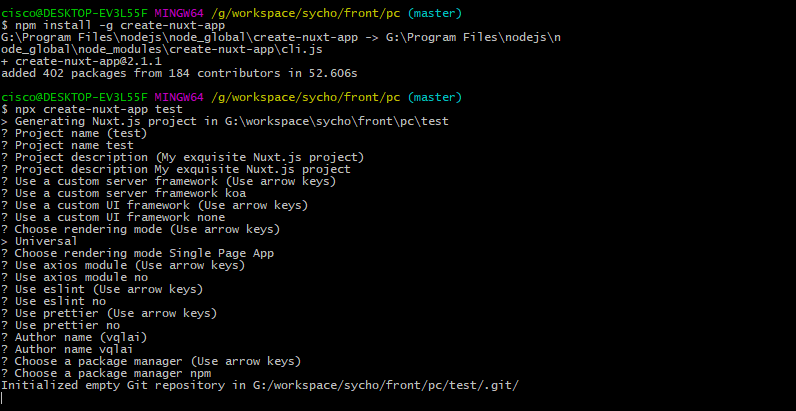 cisco@DESKTOP-EV3L55F MINGW64 /g/workspace/sycho/front/pc (master)
$ npm install -g create-nuxt-app
G:\Program Files\nodejs\node_global\create-nuxt-app -> G:\Program Files\nodejs\n
ode_global\node_modules\create-nuxt-app\cli.js
+ create-nuxt-app@2.1.1
added 402 packages from 184 contributors in 52.606s
cisco@DESKTOP-EV3L55F MINGW64 /g/workspace/sycho/front/pc (master)
$ npx create-nuxt-app test
> Generating Nuxt.js project in G:\workspace\sycho\front\pc\test
? Project name (test)
? Project name test
? Project description (My exquisite Nuxt.js project)
? Project description My exquisite Nuxt.js project
? Use a custom server framework (Use arrow keys)
? Use a custom server framework koa
? Use a custom UI framework (Use arrow keys)
? Use a custom UI framework none
? Choose rendering mode (Use arrow keys)
> Universal
? Choose rendering mode Single Page App
? Use axios module (Use arrow keys)
? Use axios module no
? Use eslint (Use arrow keys)
? Use eslint no
? Use prettier (Use arrow keys)
? Use prettier no
? Author name (vqlai)
? Author name vqlai
? Choose a package manager (Use arrow keys)
? Choose a package manager npm
Initialized empty Git repository in G:/workspace/sycho/front/pc/test/.git/